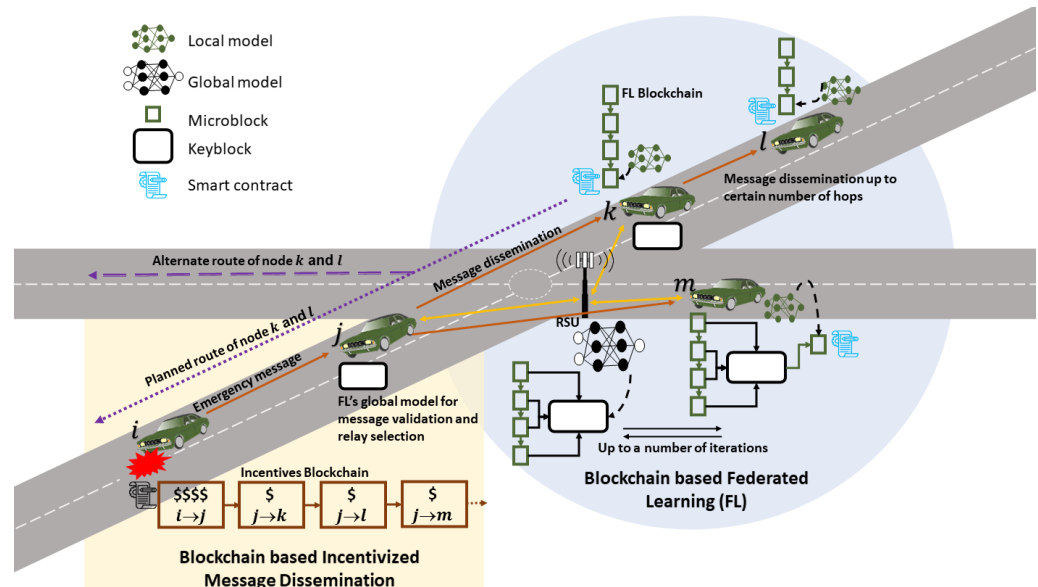 Local model
Global model
Microblock
Keyblock
Smart contract
FL Blockchain
l
k
Message dissemination up to
certain number of hops
Message dissemination
Alternate route of node k and l
m
RSU
j
Planned route of node k and l
Emergency message
FL's global model for
message validation and
relay selection
i
Up to a number of iterations
Blockchain based Federated
Learning (FL)
Incentives Blockchain
$$$$
i→j
$
j→k
$
j→l
$
j→m
Blockchain based Incentivized
Message Dissemination